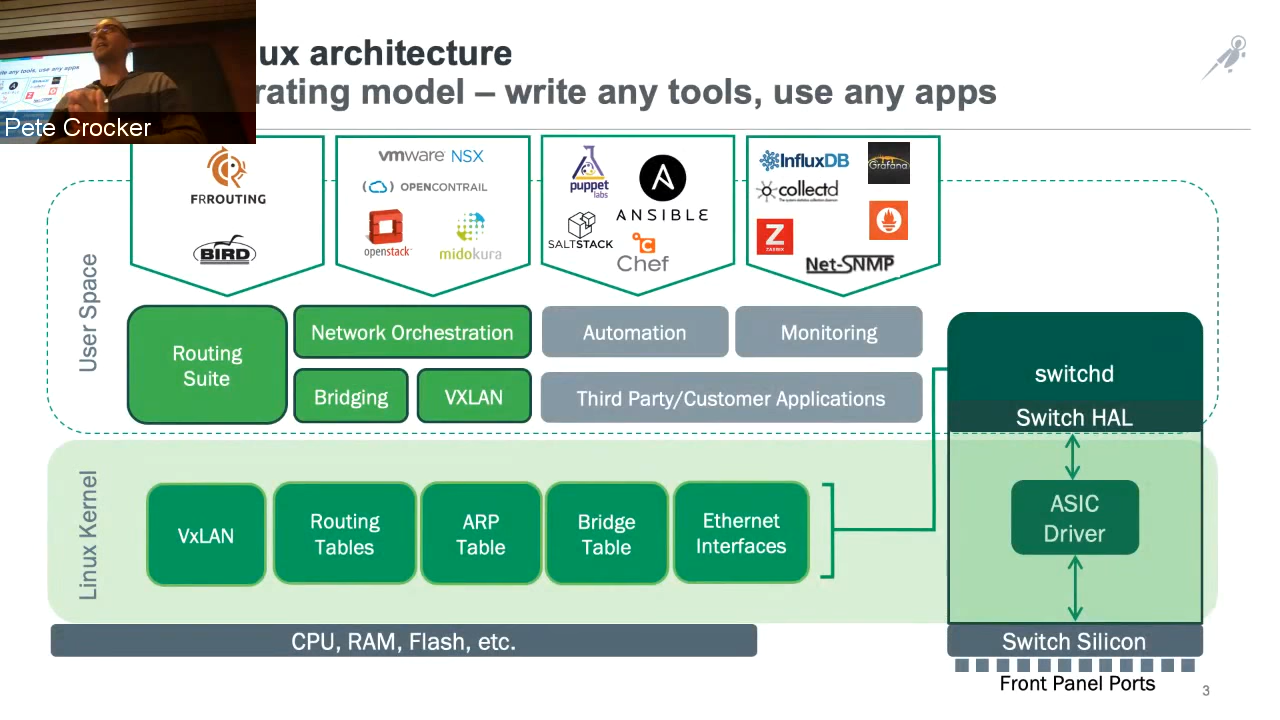 ux architecture
rating model – write any tools, use any apps
Pete Crocker
FRROUTING
BIRD
vmware NSX
OPENCONTRAIL
openstack
midokura
puppet
labs
ANSIBLE
SALTSTACK
Chef
InfluxDB
Grafana
collectd
Z
ZABBIX
Net-SNMP
User Space
Routing
Suite
Network Orchestration
Bridging
VXLAN
Automation
Monitoring
Third Party/Customer Applications
switchd
Switch HAL
Linux Kernel
VxLAN
Routing
Tables
ARP
Table
Bridge
Table
Ethernet
Interfaces
ASIC
Driver
CPU, RAM, Flash, etc.
Switch Silicon
Front Panel Ports
3